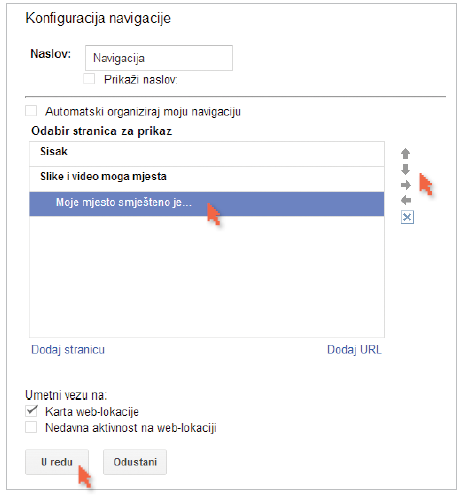 Konfiguracija navigacije
Naslov: Navigacija
Prikaži naslov:
Automatski organiziraj moju navigaciju
Odabir stranica za prikaz
Sisak
Slike i video moga mjesta
Moje mjesto smješteno je...
Dodaj stranicu Dodaj URL
Umetni vezu na:
Karta web-lokacije
Nedavna aktivnost na web-lokaciji
U redu Odustani